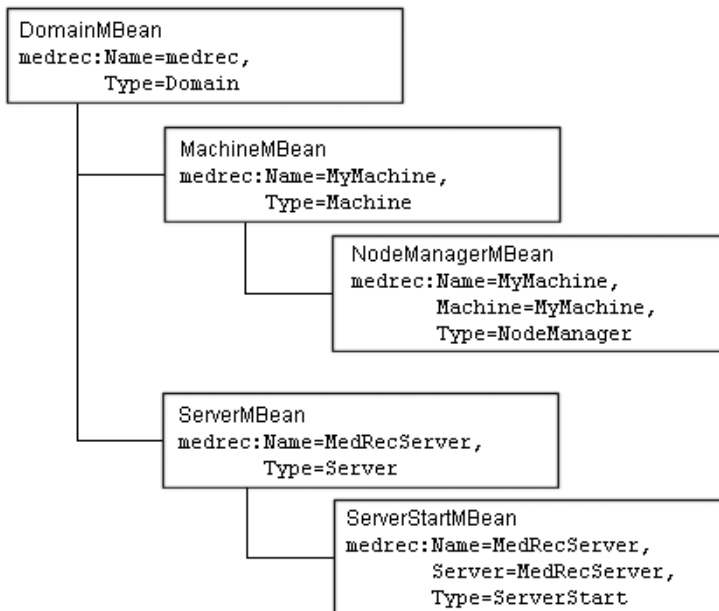 DomainMBean
medrec:Name=medrec,
Type=Domain
MachineMBean
medrec:Name=MyMachine,
Type=Machine
NodeManagerMBean
medrec:Name=MyMachine,
Machine=MyMachine,
Type=NodeManager
ServerMBean
medrec:Name=MedRecServer,
Type=Server
ServerStartMBean
medrec:Name=MedRecServer,
Server=MedRecServer,
Type=ServerStart